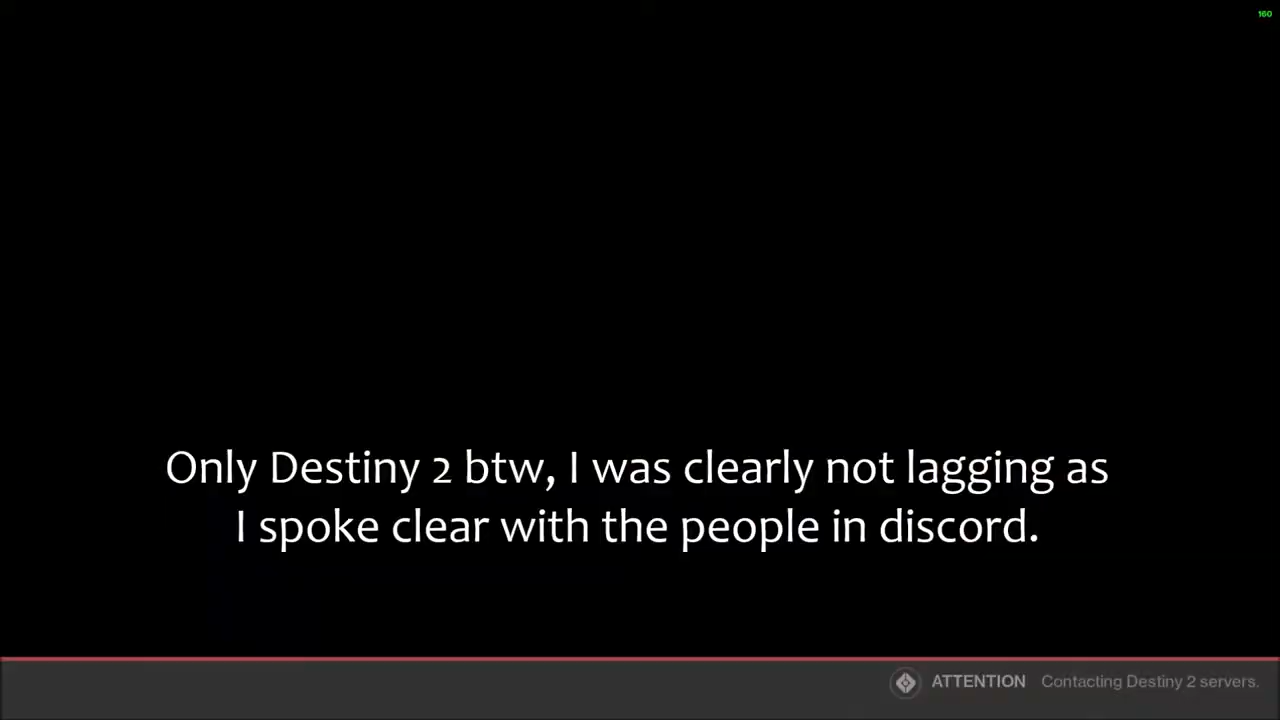 160
Only Destiny 2 btw, I was clearly not lagging as
I spoke clear with the people in discord.
ATTENTION Contacting Destiny 2 servers.